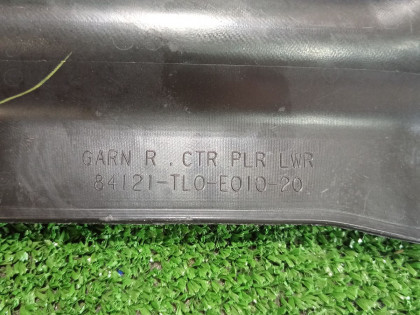 GARN R . CTR PLR LWR
84121-TL0-E010-20